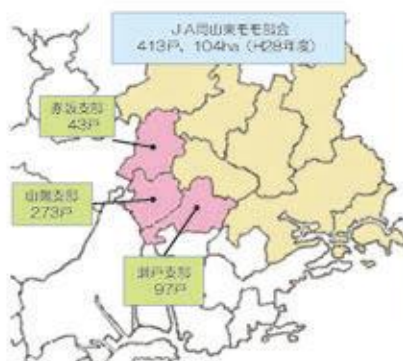 JA岡山東モモ部会
413戸、104ha (H28年度)
赤坂支部
43戸
山陽支部
273戸
瀬戸支部
97戸